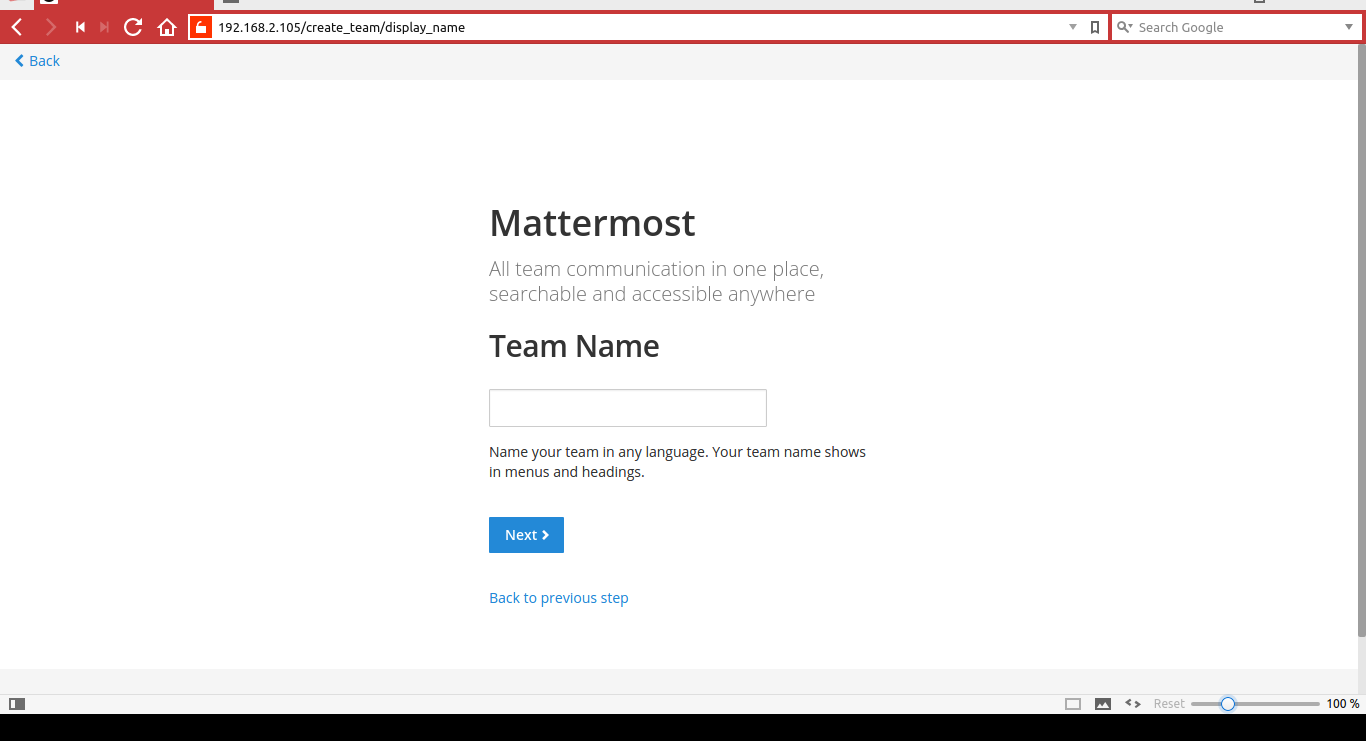 192.168.2.105/create_team/display_name
Search Google
Back
Mattermost
All team communication in one place,
searchable and accessible anywhere
Team Name
Name your team in any language. Your team name shows
in menus and headings.
Next
Back to previous step
Reset
100 %